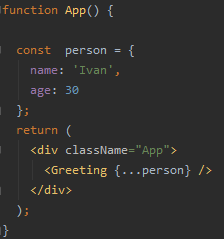 function App() {
const  person = {
name: 'Ivan',
age: 30
};
return (
<div className="App">
<Greeting {...person} />
</div>
);
}